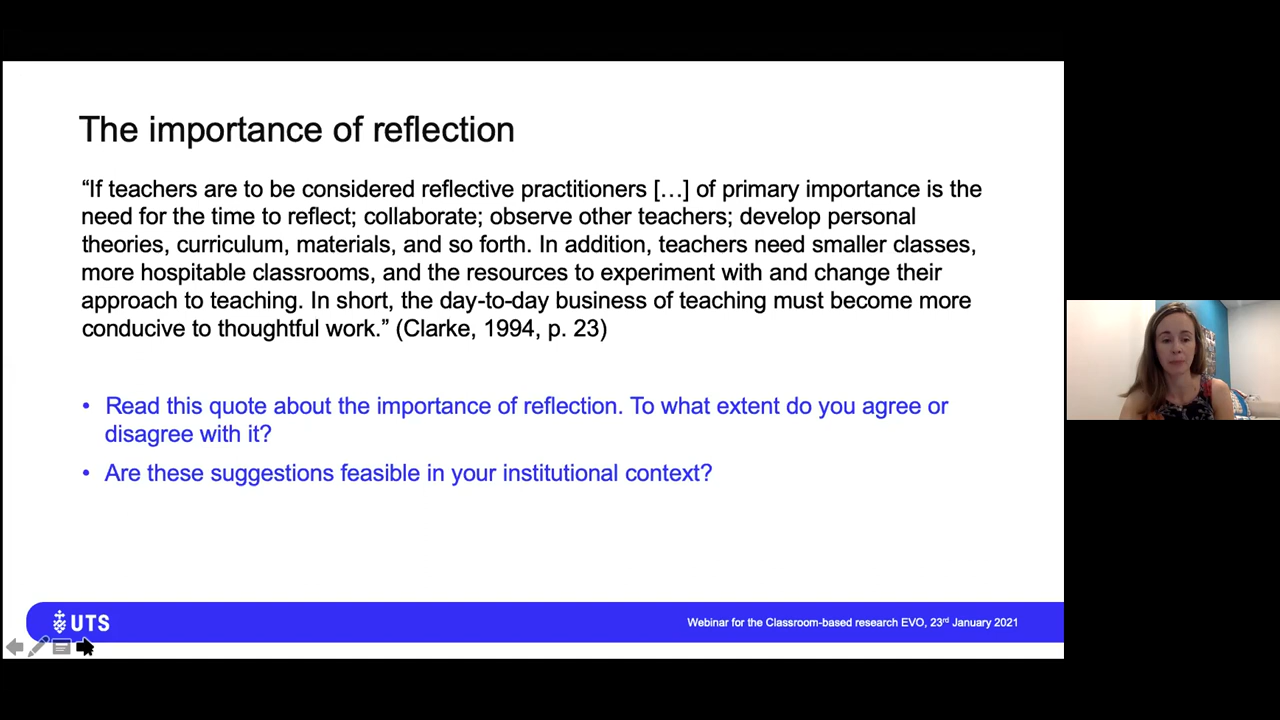 The importance of reflection
“If teachers are to be considered reflective practitioners […] of primary importance is the
need for the time to reflect; collaborate; observe other teachers; develop personal
theories, curriculum, materials, and so forth. In addition, teachers need smaller classes,
more hospitable classrooms, and the resources to experiment with and change their
approach to teaching. In short, the day-to-day business of teaching must become more
conducive to thoughtful work.” (Clarke, 1994, p. 23)
• Read this quote about the importance of reflection. To what extent do you agree or
disagree with it?
• Are these suggestions feasible in your institutional context?
UTS
Webinar for the Classroom-based research EVO, 23rd January 2021